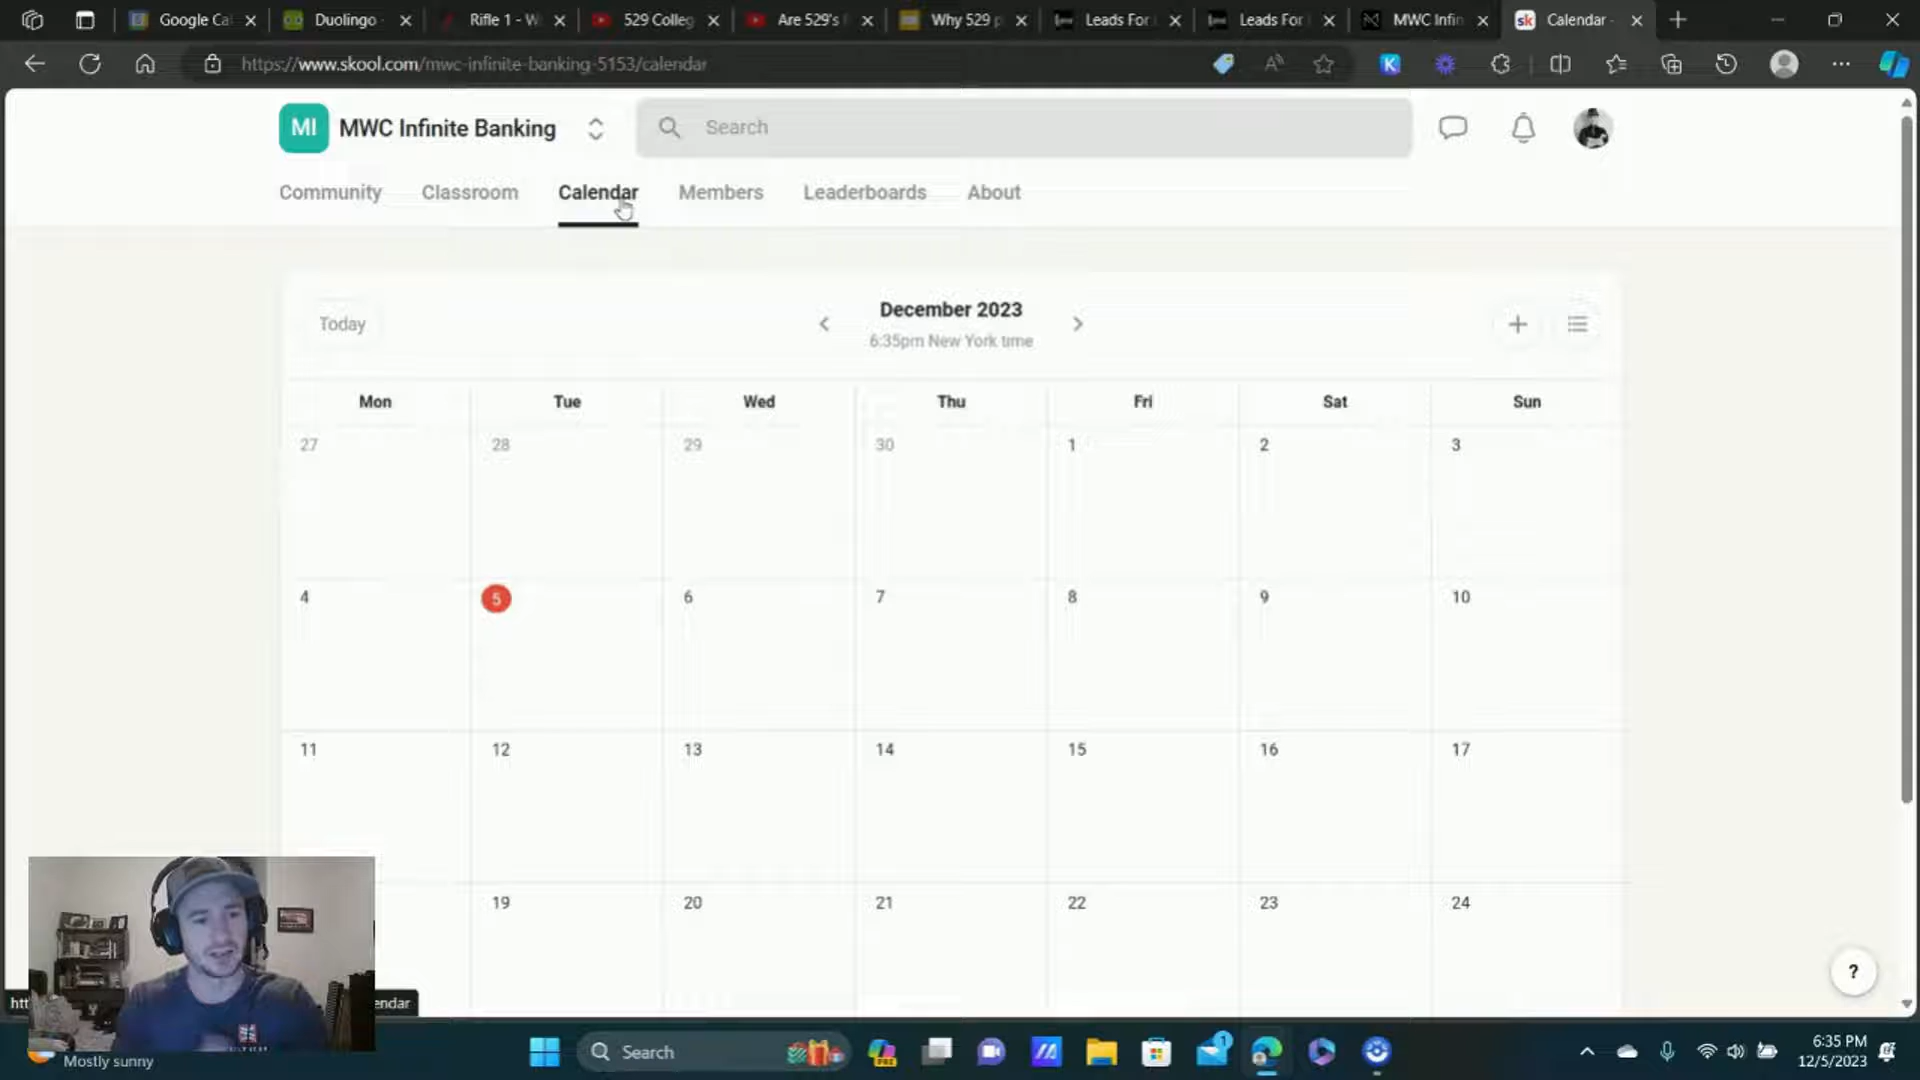 Google Ca
Duolingo
Rifle 1 - W
529 Colleg
Are 529's
Why 529 p
Leads For
Leads For
MWC Infin
Calendar -
https://www.skool.com/mwc-infinite-banking-5153/calendar
MI
MWC Infinite Banking
Search
Community
Classroom
Calendar
Members
Leaderboards
About
Today
December 2023
6:35pm New York time
Mon
Tue
Wed
Thu
Fri
Sat
Sun
27
28
29
30
1
2
3
4
5
6
7
8
9
10
11
12
13
14
15
16
17
19
20
21
22
23
24
?
htt
endar
Mostly sunny
Search
1
6:35 PM
12/5/2023